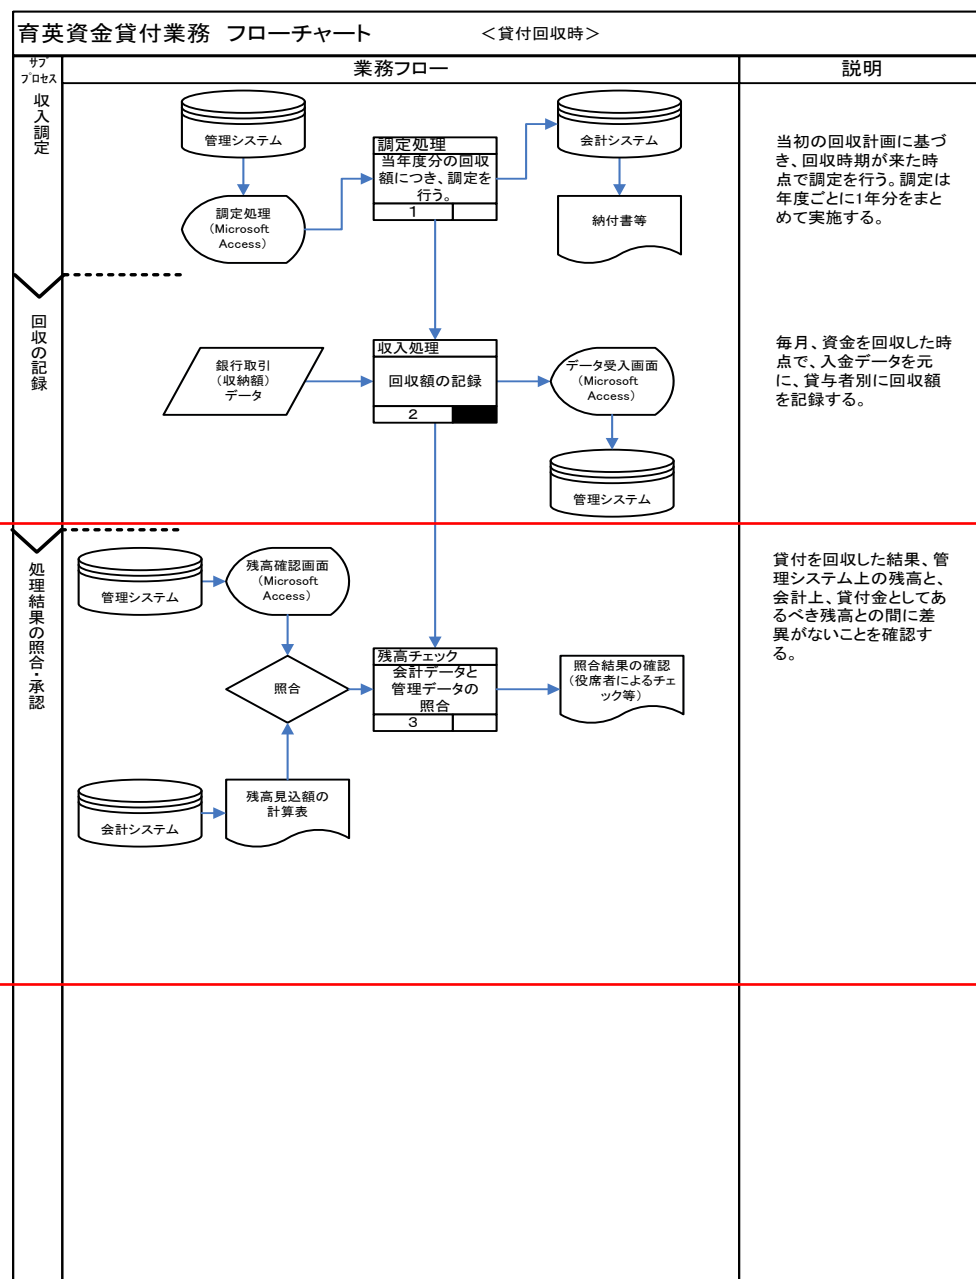 育英資金貸付業務 フローチャート
＜貸付回収時＞
ｻﾌﾞ
ﾌﾟﾛｾｽ
業務フロー
説明
収入調定
管理システム
調定処理
(Microsoft
Access)
調定処理
当年度分の回収
額につき、調定を
行う。
1
会計システム
納付書等
当初の回収計画に基づ
き、回収時期が来た時
点で調定を行う。調定は
年度ごとに1年分をまと
めて実施する。
回収の記録
銀行取引
（収納額）
データ
収入処理
回収額の記録
2
データ受入画面
(Microsoft
Access)
管理システム
毎月、資金を回収した時
点で、入金データを元
に、貸与者別に回収額
を記録する。
処理結果の照合・承認
管理システム
残高確認画面
(Microsoft
Access)
照合
残高チェック
会計データと
管理データの
照合
3
照合結果の確認
（役席者によるチェ
ック等）
会計システム
残高見込額の
計算表
貸付を回収した結果、管
理システム上の残高と、
会計上、貸付金としてあ
るべき残高との間に差
異がないことを確認す
る。